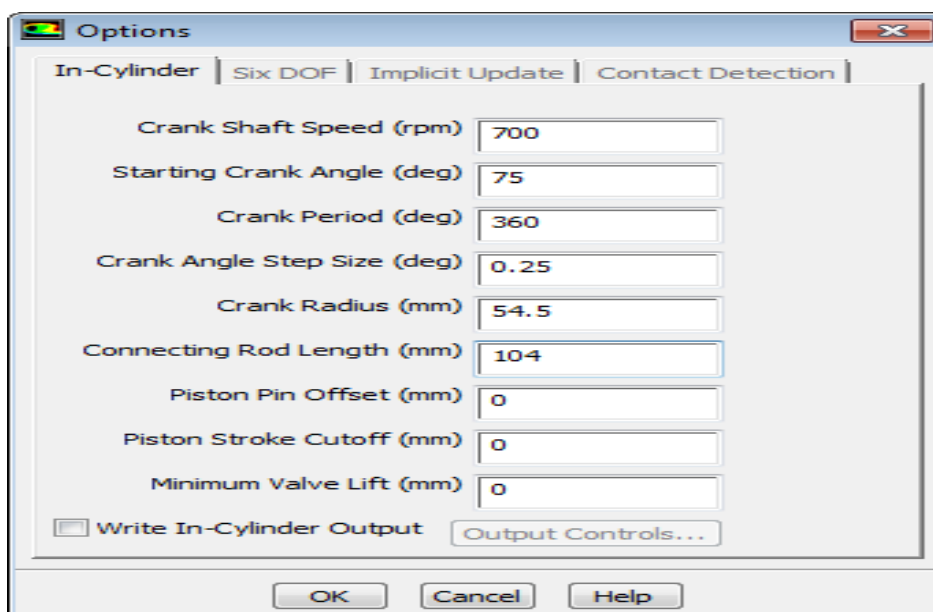 Options
In-Cylinder Six DOF Implicit Update Contact Detection
Crank Shaft Speed (rpm) 700
Starting Crank Angle (deg) 75
Crank Period (deg) 360
Crank Angle Step Size (deg) 0.25
Crank Radius (mm) 54.5
Connecting Rod Length (mm) 104
Piston Pin Offset (mm) 0
Piston Stroke Cutoff (mm) 0
Minimum Valve Lift (mm) 0
Write In-Cylinder Output Output Controls...
OK Cancel Help